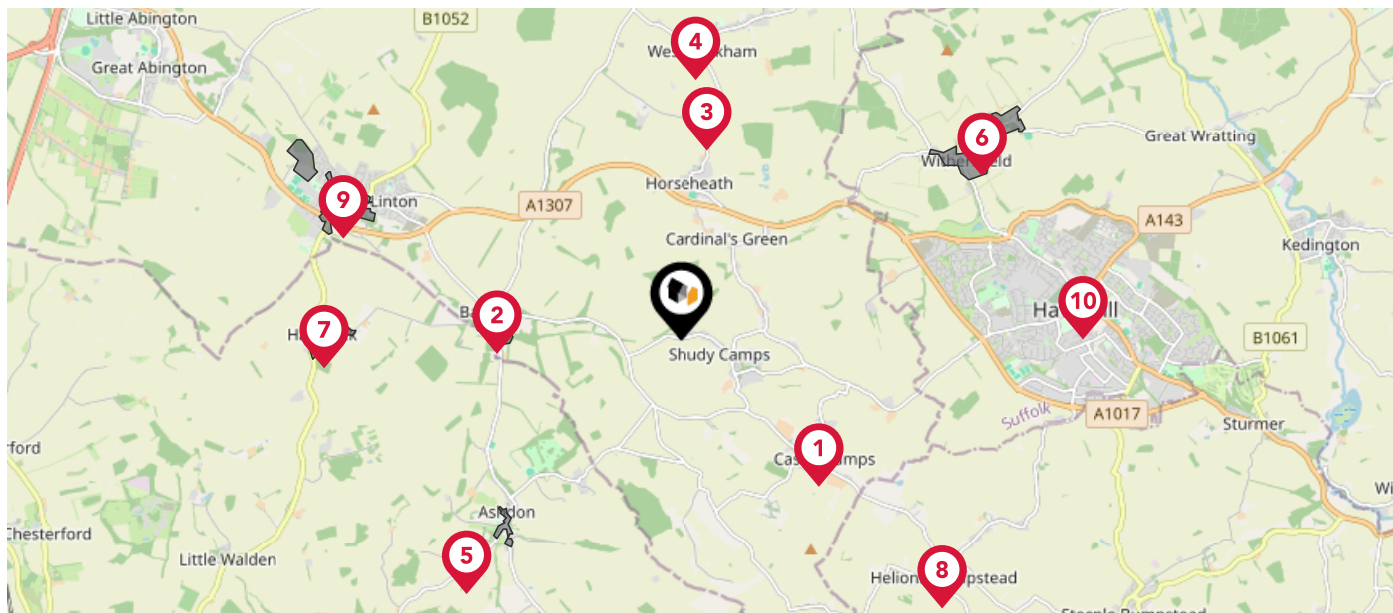 Little Abington
B1052
4
Great Abington
3
6
Great Wratting
Horseheath
9
Linton
A1307
A143
Cardinal's Green
Kedington
10
2
7
B1061
Shudy Camps
Suffolk
A1017
Sturmer
1
Ashdon
Chesterford
Little Walden
5
8